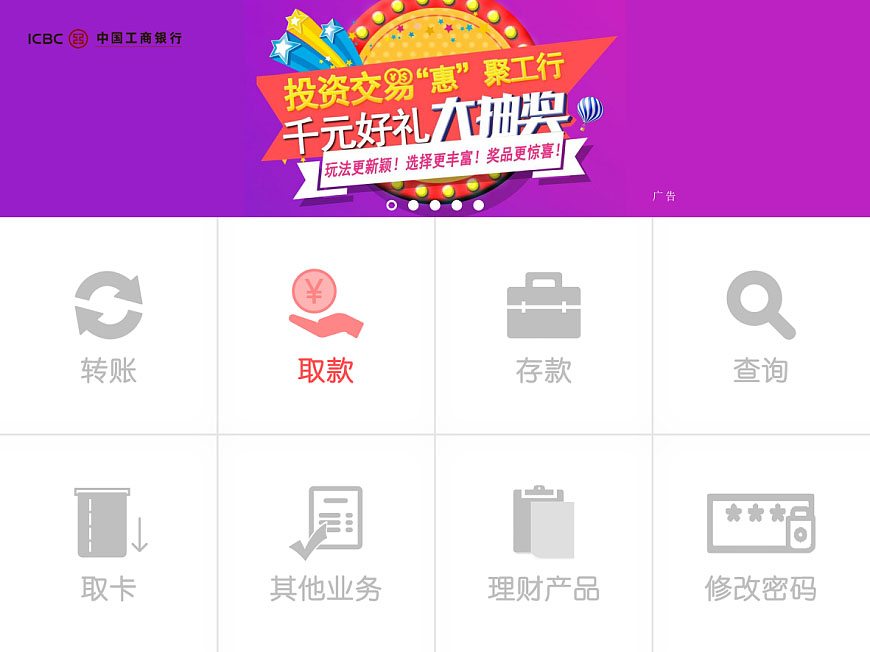 ICBC 中国工商银行
投资交易“惠”聚工行
千元好礼大抽奖
玩法更新颖！选择更丰富！奖品更惊喜！
广告
¥
转账
取款
存款
查询
取卡
其他业务
理财产品
修改密码